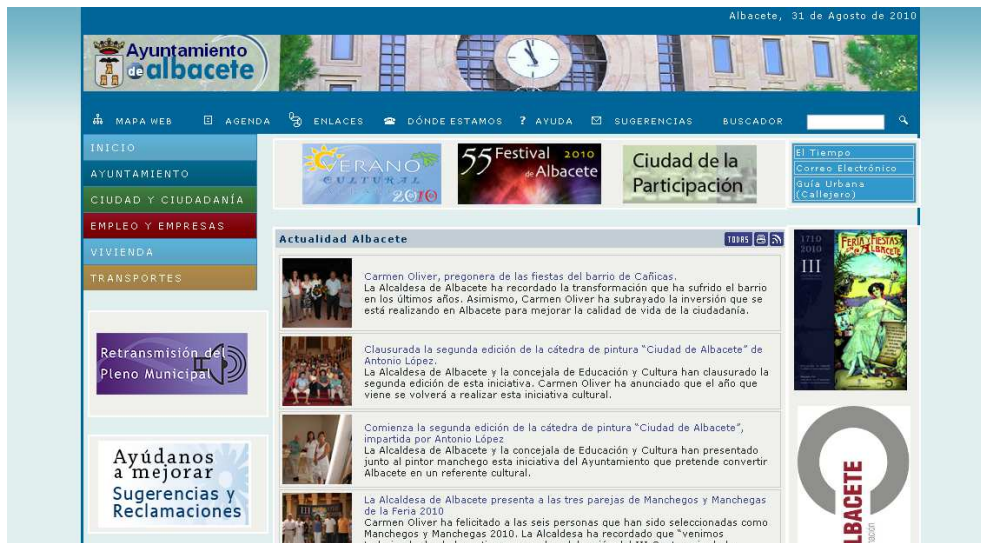 Albacete, 31 de Agosto de 2010
Ayuntamiento
de albacete
MAPA WEB
AGENDA
ENLACES
DÓNDE ESTAMOS
? AYUDA
SUGERENCIAS
BUSCADOR
INICIO
AYUNTAMIENTO
CIUDAD Y CIUDADANÍA
EMPLEO Y EMPRESAS
VIVIENDA
TRANSPORTES
VERANO
CULTURAL
2010
55 Festival 2010
de Albacete
Ciudad de la
Participación
El Tiempo
Correo Electrónico
Guía Urbana
(Callejero)
Retransmisión del
Pleno Municipal
Ayúdanos
a mejorar
Sugerencias y
Reclamaciones
Actualidad Albacete
TODAS
Carmen Oliver, pregonera de las fiestas del barrio de Cañicas.
La Alcaldesa de Albacete ha recordado la transformación que ha sufrido el barrio
en los últimos años. Asimismo, Carmen Oliver ha subrayado la inversión que se
está realizando en Albacete para mejorar la calidad de vida de la ciudadanía.
Clausurada la segunda edición de la cátedra de pintura "Ciudad de Albacete" de
Antonio López.
La Alcaldesa de Albacete y la concejala de Educación y Cultura han clausurado la
segunda edición de esta iniciativa. Carmen Oliver ha anunciado que el año que
viene se volverá a realizar esta iniciativa cultural.
Comienza la segunda edición de la cátedra de pintura "Ciudad de Albacete",
impartida por Antonio López
La Alcaldesa de Albacete y la concejala de Educación y Cultura han presentado
junto al pintor manchego esta iniciativa del Ayuntamiento que pretende convertir
Albacete en un referente cultural.
La Alcaldesa de Albacete presenta a las tres parejas de Manchegos y Manchegas
de la Feria 2010
Carmen Oliver ha felicitado a las seis personas que han sido seleccionadas como
Manchegos y Manchegas 2010. La Alcaldesa ha recordado que "venimos
1710
2010
III
FERIA Y FIESTAS
ALBACETE
LBACETE